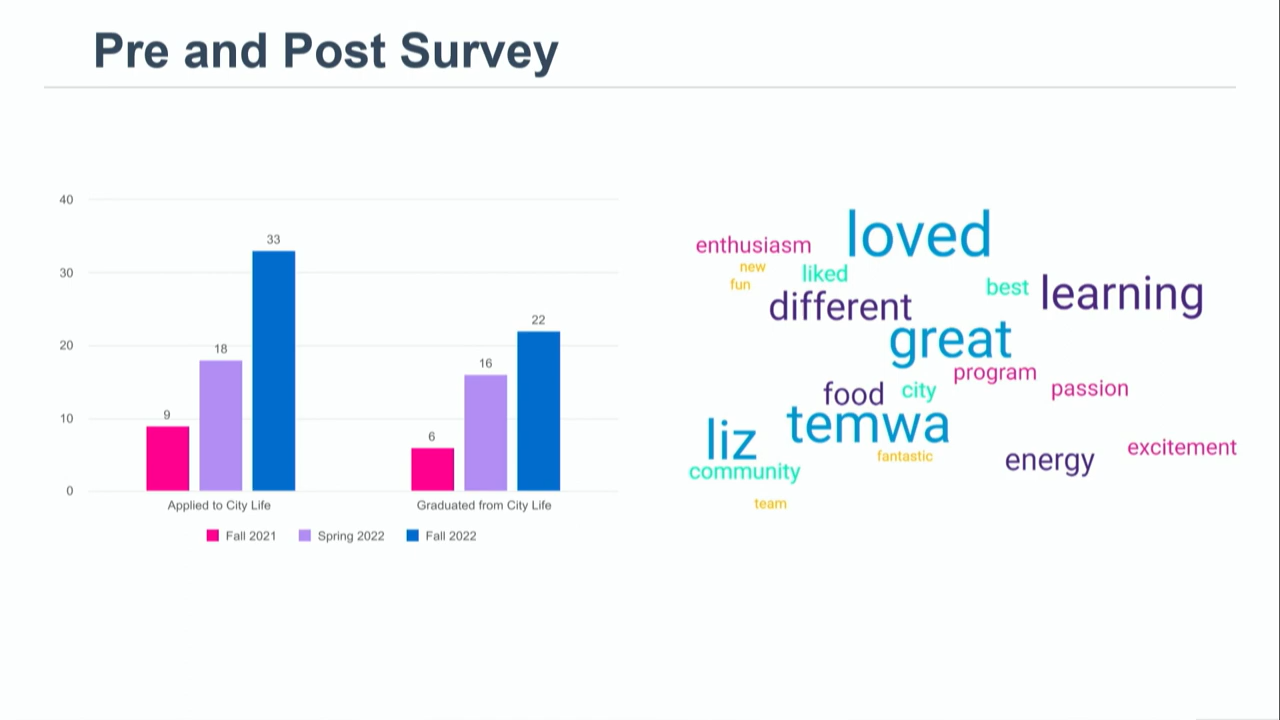 Pre and Post Survey
40
30
20
10
0
9
18
33
6
16
22
Applied to City Life
Graduated from City Life
Fall 2021
Spring 2022
Fall 2022
loved
enthusiasm
new
liked
fun
best
learning
different
great
program
food
city
passion
temwa
liz
fantastic
energy
excitement
community
team